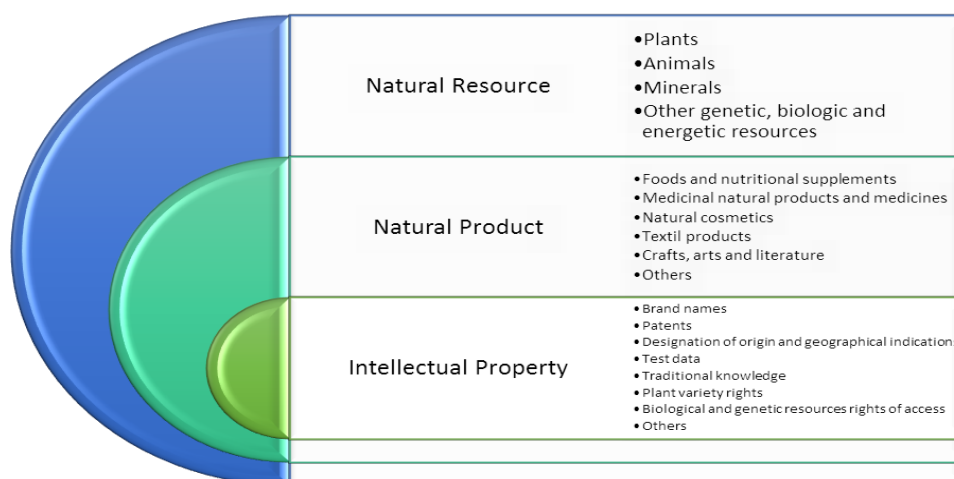 Natural Resource
•Plants
•Animals
•Minerals
•Other genetic, biologic and
energetic resources
Natural Product
•Foods and nutritional supplements
•Medicinal natural products and medicines
•Natural cosmetics
•Textil products
•Crafts, arts and literature
•Others
Intellectual Property
•Brand names
•Patents
•Designation of origin and geographical indication
•Test data
•Traditional knowledge
•Plant variety rights
•Biological and genetic resources rights of access
•Others